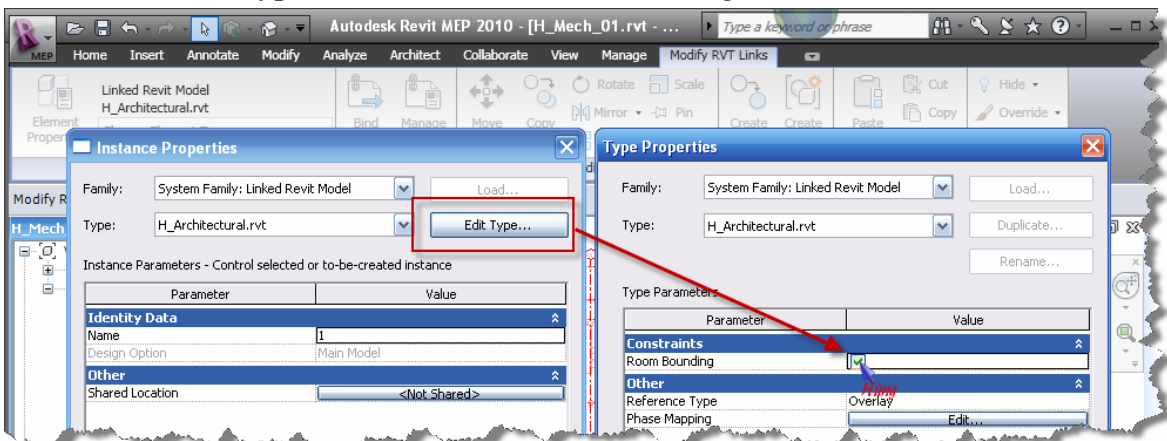 Autodesk Revit MEP 2010 - [H_Mech_01.rvt - ... Type a keyword or phrase
MEP Home Insert Annotate Modify Analyze Architect Collaborate View Manage Modify RVT Links
Linked Revit Model Rotate Scale Cut Hide
H_Architectural.rvt Mirror Pin Copy Override
Element Bind Manage Move Copy Create Create Paste
Instance Properties Type Properties
Family: System Family: Linked Revit Model Load... Family: System Family: Linked Revit Model Load...
Modify R
H_Mech Type: H_Architectural.rvt Edit Type... Type: H_Architectural.rvt Duplicate...
Instance Parameters - Control selected or to-be-created instance Rename...
Type Parameters
Parameter Value Parameter Value
Identity Data Constraints
Name 1 Room Bounding
Design Option Main Model
Other Other
Hùng
Shared Location <Not Shared> Reference Type Overlay
Phase Mapping Edit...